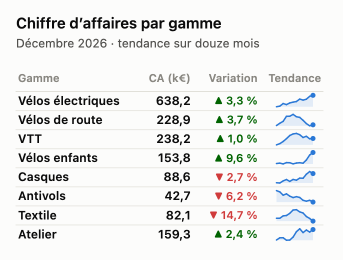 Chiffre d’affaires par gamme
Décembre 2026 · tendance sur douze mois
Gamme CA (k€) Variation Tendance
Vélos électriques 638,2 ▲ 3,3 %
Vélos de route 228,9 ▲ 3,7 %
VTT 238,2 ▲ 1,0 %
Vélos enfants 153,8 ▲ 9,6 %
Casques 88,6 ▼ 2,7 %
Antivols 42,7 ▼ 6,2 %
Textile 82,1 ▼ 14,7 %
Atelier 159,3 ▲ 2,4 %